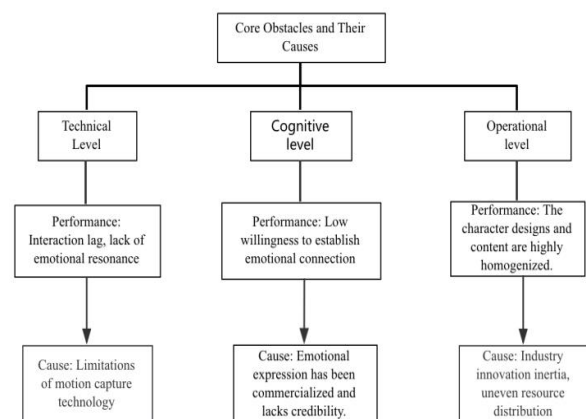 Core Obstacles and Their
Causes
Technical
Level
Cognitive
level
Operational
level
Performance:
Interaction lag, lack of
emotional resonance
Performance: Low
willingness to establish
emotional connection
Performance: The
character designs and
content are highly
homogenized.
Cause: Limitations
of motion capture
technology
Cause: Emotional
expression has been
commercialized and
lacks credibility.
Cause: Industry
innovation inertia,
uneven resource
distribution